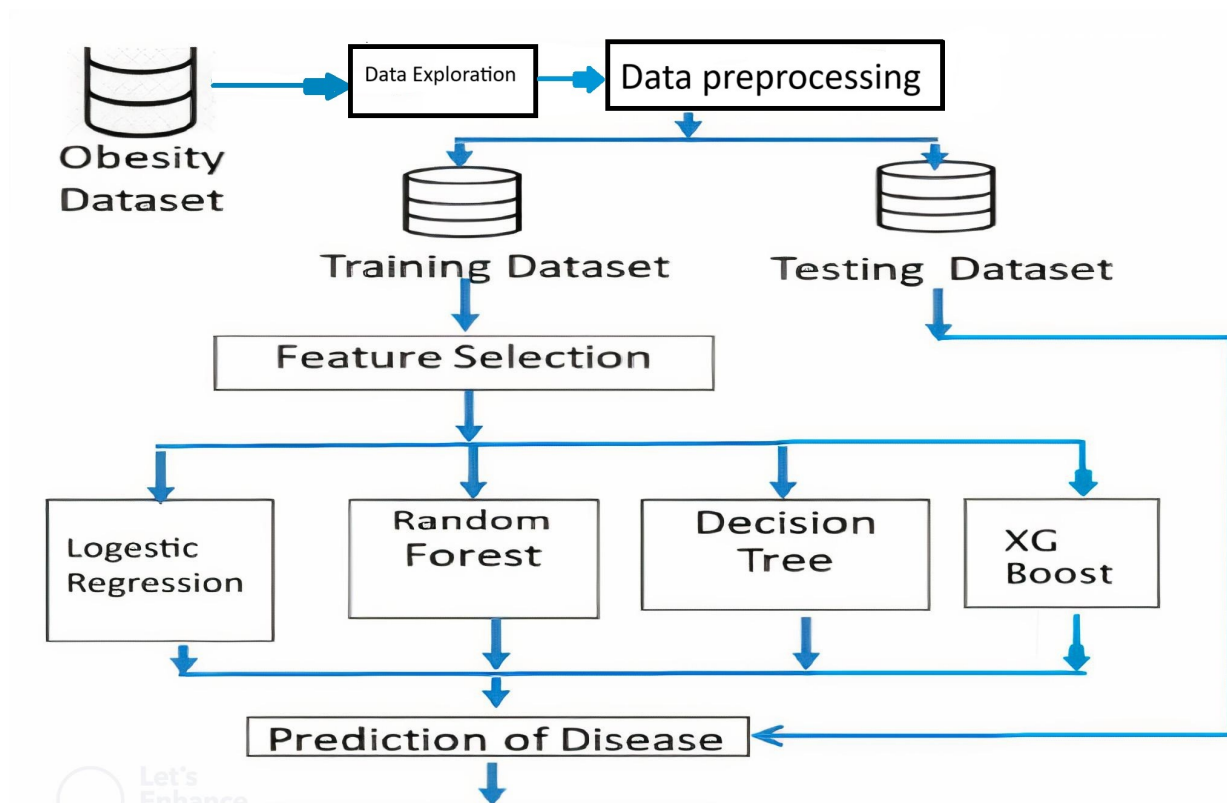 Data Exploration
Data preprocessing
Obesity
Dataset
Training Dataset
Testing Dataset
Feature Selection
Logestic
Regression
Random
Forest
Decision
Tree
XG
Boost
Prediction of Disease
Let's
Enhance